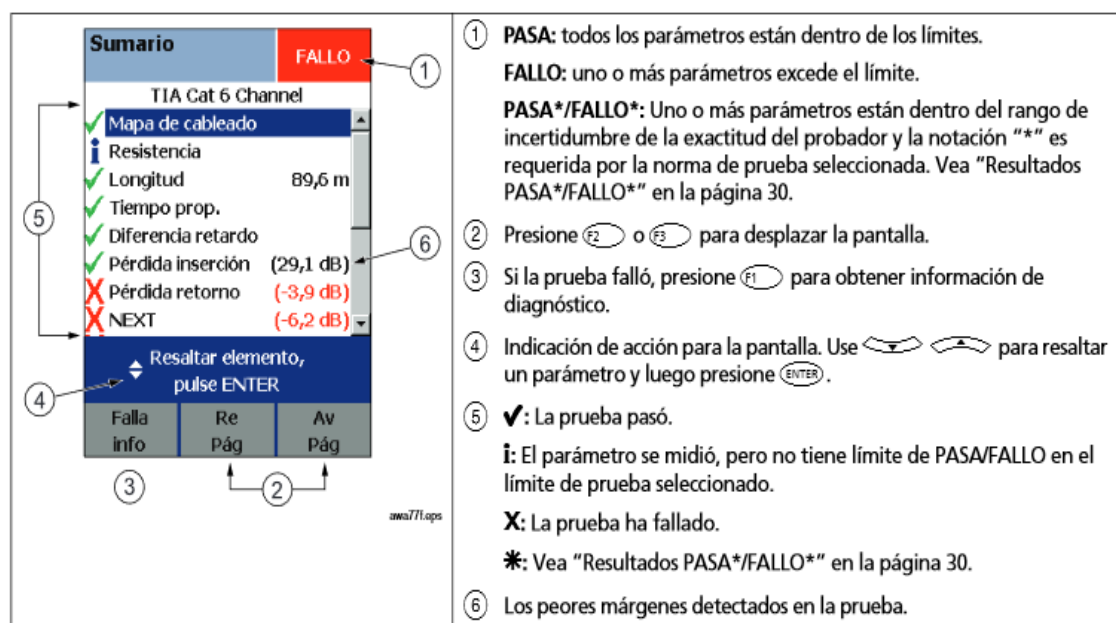 Sumario
FALLO
TIA Cat 6 Channel
Mapa de cableado
i Resistencia
Longitud 89,6 m
Tiempo prop.
Diferencia retardo
Pérdida inserción (29,1 dB)
X Pérdida retorno (-3,9 dB)
X NEXT (-6,2 dB)
Resaltar elemento,
pulse ENTER
Falla
info
Re
Pág
Av
Pág
1
5
6
4
3
2
awa77f.eps
1 PASA: todos los parámetros están dentro de los límites.
FALLO: uno o más parámetros excede el límite.
PASA*/FALLO*: Uno o más parámetros están dentro del rango de
incertidumbre de la exactitud del probador y la notación "*" es
requerida por la norma de prueba seleccionada. Vea "Resultados
PASA*/FALLO*" en la página 30.
2 Presione F2 o F3 para desplazar la pantalla.
3 Si la prueba falló, presione F1 para obtener información de
diagnóstico.
4 Indicación de acción para la pantalla. Use para resaltar
un parámetro y luego presione ENTER.
5 ✔: La prueba pasó.
i: El parámetro se midió, pero no tiene límite de PASA/FALLO en el
límite de prueba seleccionado.
X: La prueba ha fallado.
*: Vea "Resultados PASA*/FALLO*" en la página 30.
6 Los peores márgenes detectados en la prueba.